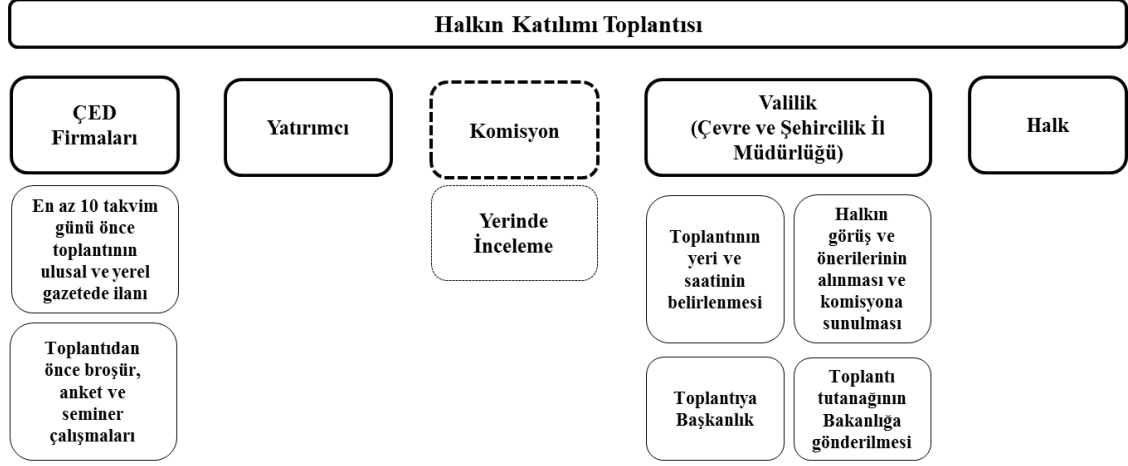 Halkın Katılımı Toplantısı
ÇED
Firmaları
Yatırımcı
Komisyon
Valilik
(Çevre ve Şehircilik İl
Müdürlüğü)
Halk
En az 10 takvim
günü önce
toplantının
ulusal ve yerel
gazetede ilanı
Toplantıdan
önce broşür,
anket ve
seminer
çalışmaları
Yerinde
İnceleme
Toplantının
yeri ve
saatinin
belirlenmesi
Halkın
görüş ve
önerilerinin
alınması ve
komisyona
sunulması
Toplantıya
Başkanlık
Toplantı
tutanağının
Bakanlığa
gönderilmesi